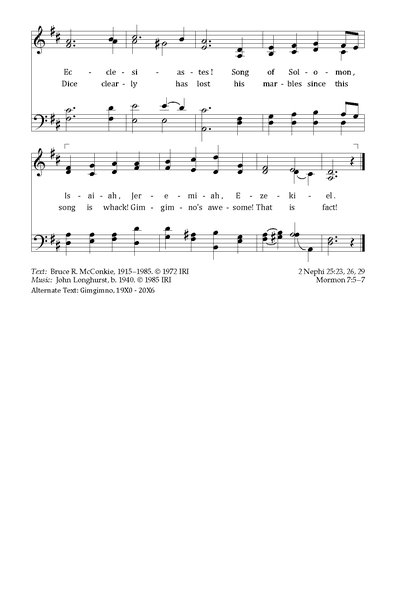 Ec - cle - si - as - tes! Song of Sol - o - mon,
Dice clear - ly has lost his mar - bles since this
Is - ai - ah, Jer - e - mi - ah, E - ze - ki - el.
song is whack! Gim - gim - no's awe - some! That is fact!
Text: Bruce R. McConkie, 1915–1985. © 1972 IRI
2 Nephi 25:23, 26, 29
Music: John Longhurst, b. 1940. © 1985 IRI
Mormon 7:5–7
Alternate Text: Gimgimno, 19X0 - 20X6